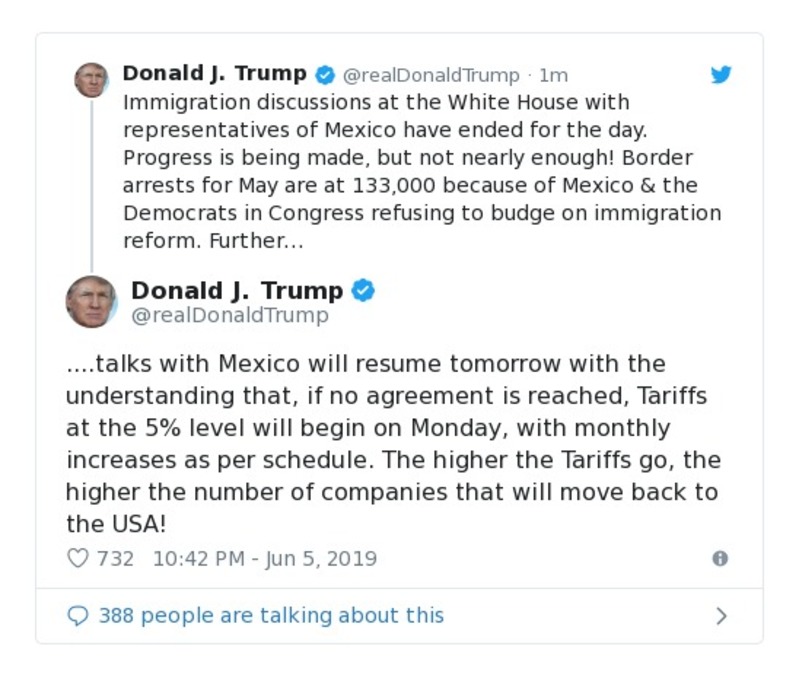 Donald J. Trump @realDonaldTrump · 1m
Immigration discussions at the White House with
representatives of Mexico have ended for the day.
Progress is being made, but not nearly enough! Border
arrests for May are at 133,000 because of Mexico & the
Democrats in Congress refusing to budge on immigration
reform. Further…
Donald J. Trump
@realDonaldTrump
....talks with Mexico will resume tomorrow with the
understanding that, if no agreement is reached, Tariffs
at the 5% level will begin on Monday, with monthly
increases as per schedule. The higher the Tariffs go, the
higher the number of companies that will move back to
the USA!
732 10:42 PM - Jun 5, 2019
388 people are talking about this